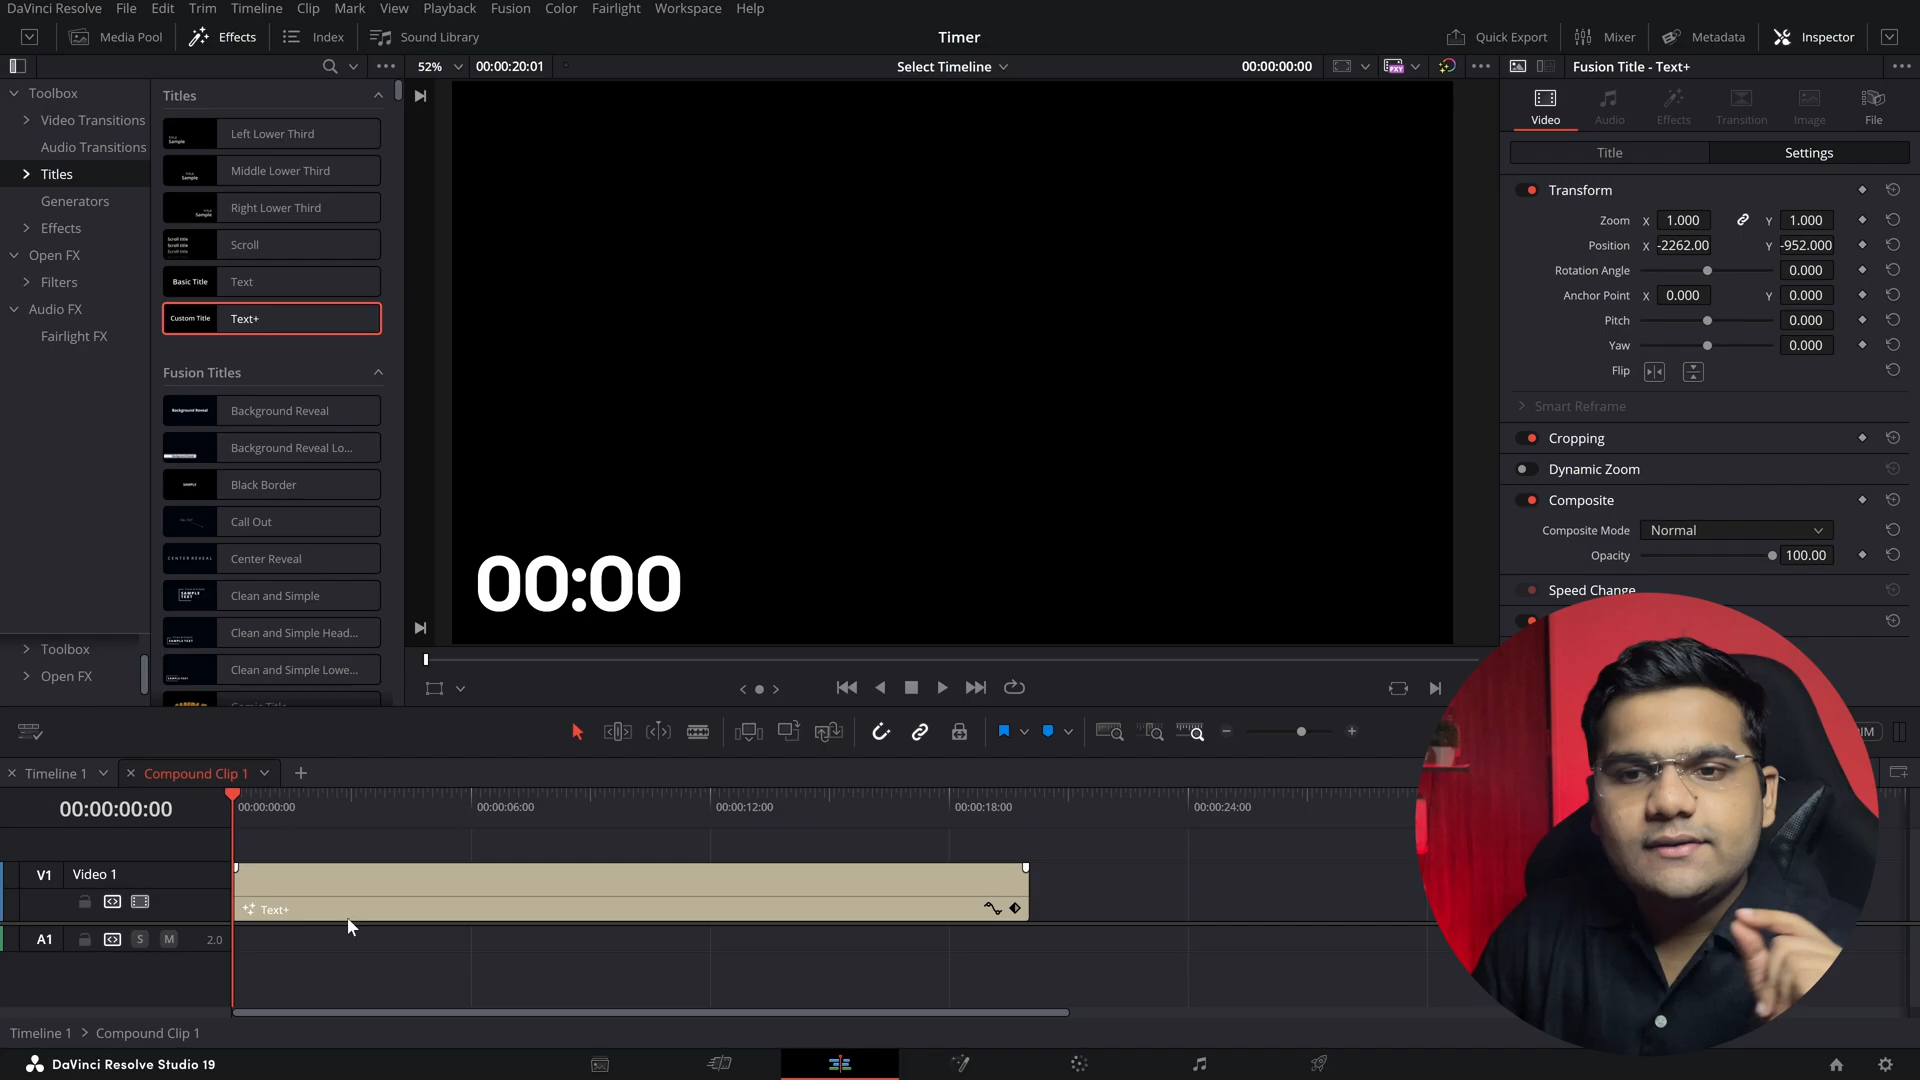 DaVinci Resolve File Edit Trim Timeline Clip Mark View Playback Fusion Color Fairlight Workspace Help
Media Pool Effects Index Sound Library Timer Quick Export Mixer Metadata Inspector
52% 00:00:20:01 Select Timeline 00:00:00:00 Fusion Title - Text+
Toolbox
Video Transitions
Audio Transitions
Titles
Generators
Effects
Open FX
Filters
Audio FX
Fairlight FX
Toolbox
Open FX
Titles
Left Lower Third
Middle Lower Third
Right Lower Third
Scroll
Basic Title Text
Custom Title Text+
Fusion Titles
Background Reveal
Background Reveal Lo...
Black Border
Call Out
Center Reveal
Clean and Simple
Clean and Simple Head...
Clean and Simple Lowe...
00:00
Video Audio Effects Transition Image File
Title Settings
Transform
Zoom X 1.000 Y 1.000
Position X -2262.00 Y -952.000
Rotation Angle 0.000
Anchor Point X 0.000 Y 0.000
Pitch 0.000
Yaw 0.000
Flip
Smart Reframe
Cropping
Dynamic Zoom
Composite
Composite Mode Normal
Opacity 100.00
Speed Change
Timeline 1 Compound Clip 1
00:00:00:00 00:00:00:00 00:00:06:00 00:00:12:00 00:00:18:00 00:00:24:00
V1 Video 1
Text+
A1 S M 2.0
Timeline 1 > Compound Clip 1
DaVinci Resolve Studio 19